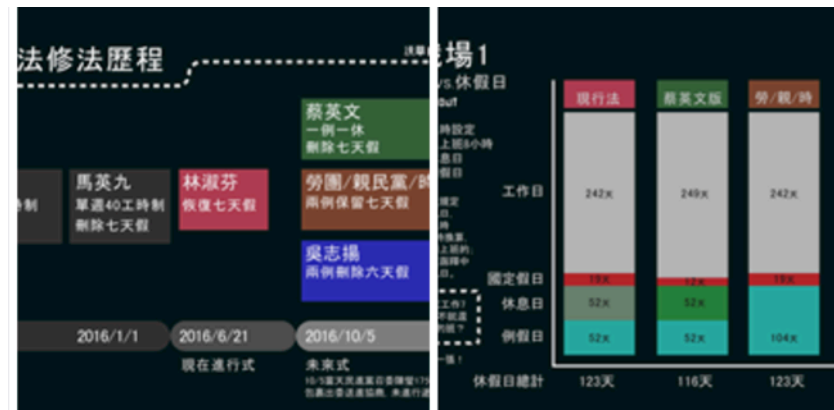 法修法歷程
蔡英文
一例一休
刪除七天假
馬英九
單週40工時制
刪除七天假
林淑芬
恢復七天假
勞團/親民黨/時
兩例保留七天假
吳志揚
兩例刪除六天假
2016/1/1
2016/6/21
2016/10/5
現在進行式
未來式
場1
vs.休假日
現行法
蔡英文版
勞/親/時
工作日
242天
249天
242天
國定假日
19天
12天
19天
休息日
52天
52天
例假日
52天
52天
104天
休假日總計
123天
116天
123天